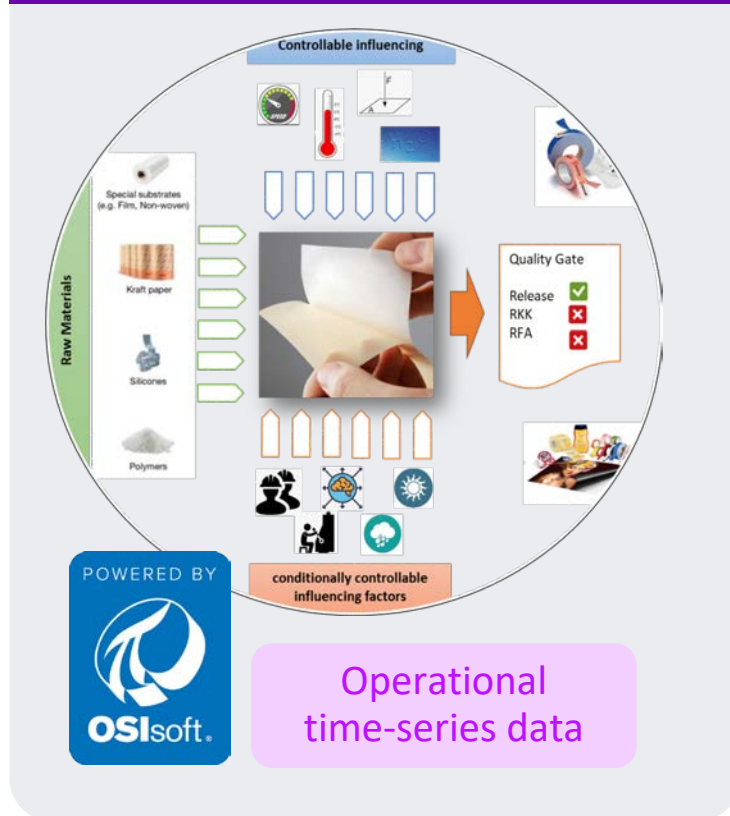 Controllable influencing
Raw Materials
Special substrates
(e.g. Film, Non-woven)
Kraft paper
Silicones
Polymers
F
A
H₂O
Quality Gate
Release
RKK
RFA
conditionally controllable
influencing factors
POWERED BY
OSIsoft.
Operational
time-series data